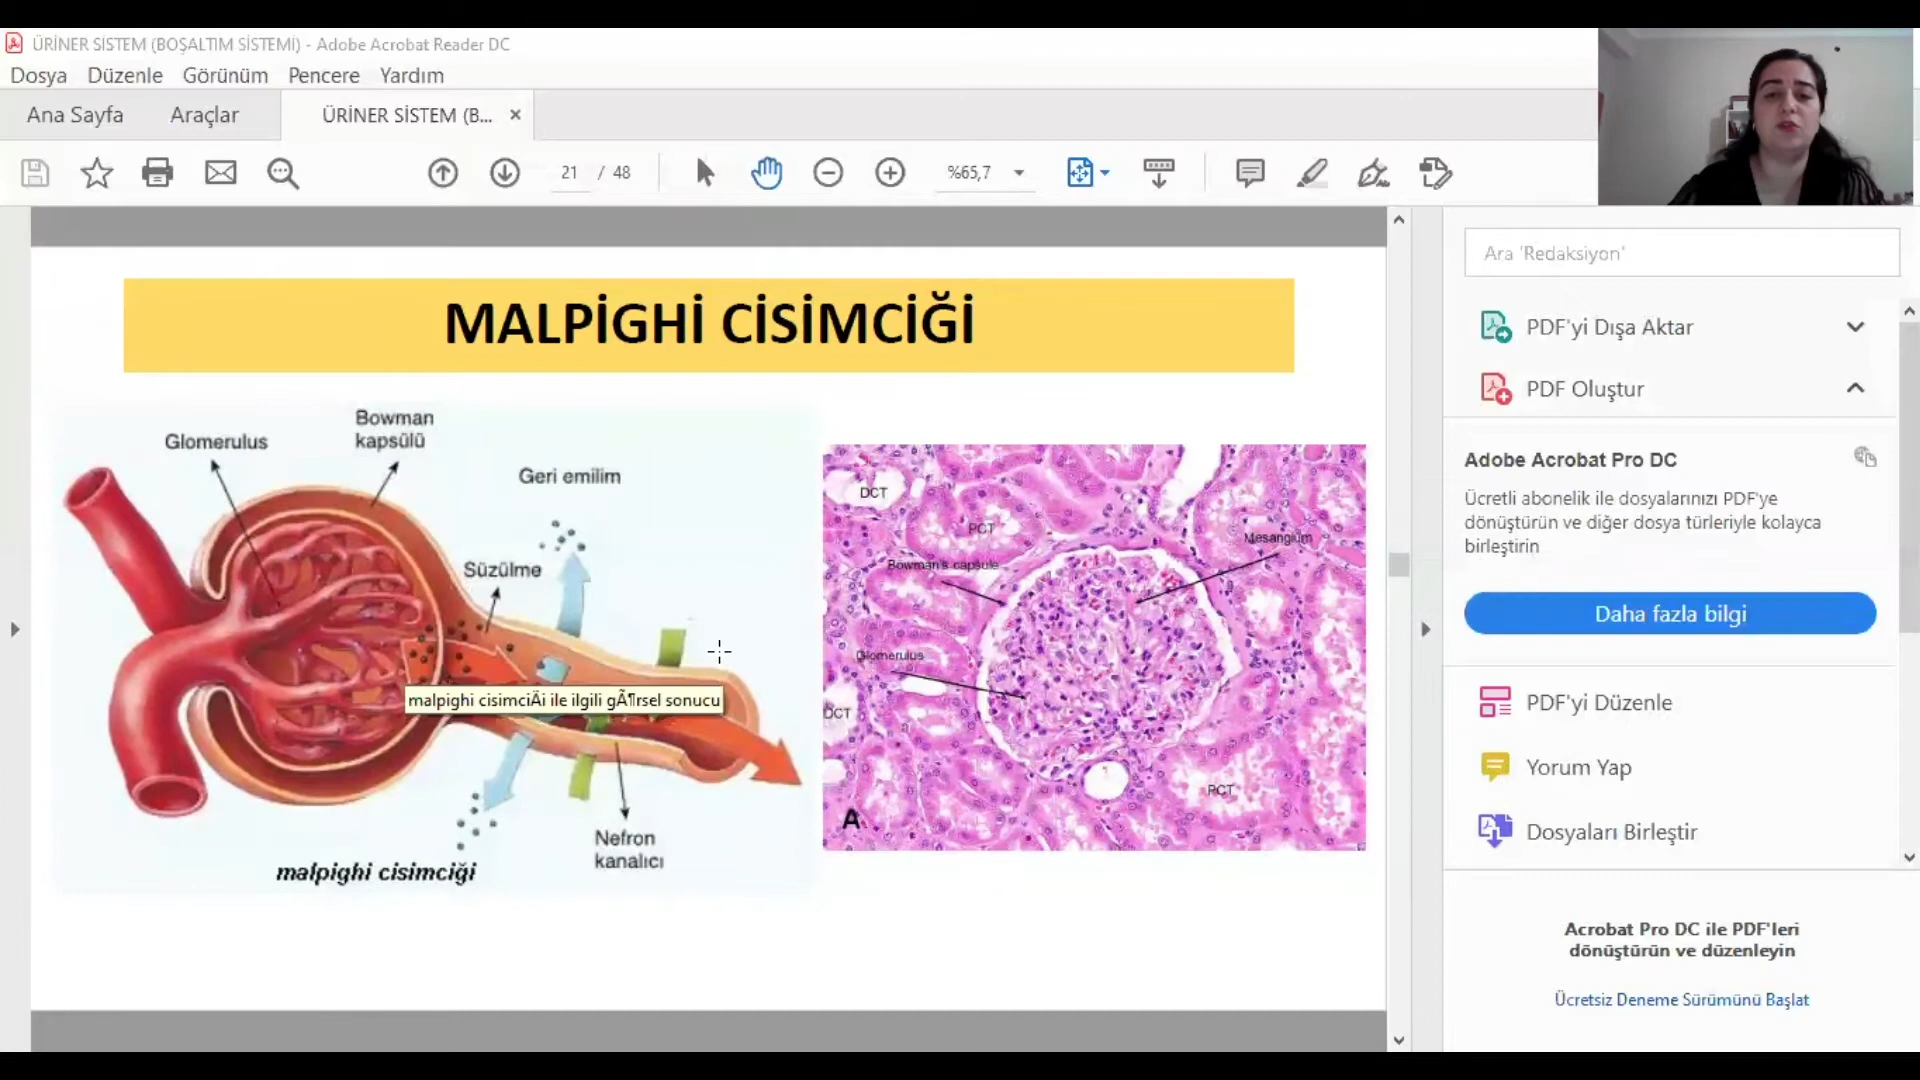 ÜRİNER SİSTEM (BOŞALTIM SİSTEMİ) - Adobe Acrobat Reader DC
Dosya Düzenle Görünüm Pencere Yardım
Ana Sayfa Araçlar ÜRİNER SİSTEM (B... ×
21 / 48 %65,7
MALPİGHİ CİSİMCİĞİ
Glomerulus
Bowman
kapsülü
Geri emilim
Süzülme
malpighi cisimciÄi ile ilgili gÃ¶rsel sonucu
Nefron
kanalıcı
malpighi cisimciği
DCT
PCT
Mesangium
Bowman's capsule
Glomerulus
DCT
PCT
A
Ara 'Redaksiyon'
PDF'yi Dışa Aktar
PDF Oluştur
Adobe Acrobat Pro DC
Ücretli abonelik ile dosyalarınızı PDF'ye
dönüştürün ve diğer dosya türleriyle kolayca
birleştirin
Daha fazla bilgi
PDF'yi Düzenle
Yorum Yap
Dosyaları Birleştir
Acrobat Pro DC ile PDF'leri
dönüştürün ve düzenleyin
Ücretsiz Deneme Sürümünü Başlat